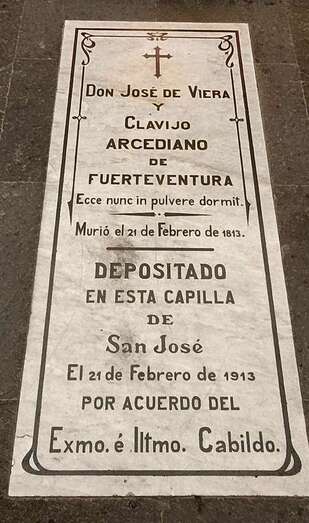 DON JOSÉ DE VIERA
Y
CLAVIJO
ARCEDIANO
DE
FUERTEVENTURA
Ecce nunc in pulvere dormit.
Murió el 21 de Febrero de 1813.
DEPOSITADO
EN ESTA CAPILLA
DE
San José
El 21 de Febrero de 1913
POR ACUERDO DEL
Exmo. é Iltmo. Cabildo.